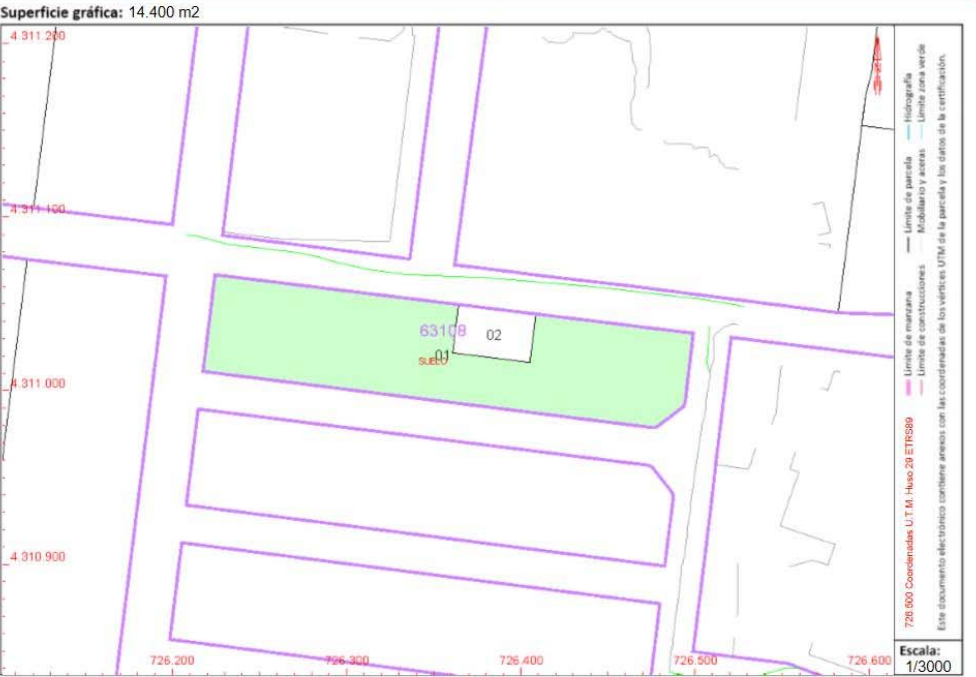 Superficie gráfica: 14.400 m2
4.311.200
4.311.100
4.311.000
4.310.900
63108
02
01
SUELO
726.200
726.300
726.400
726.500
726.600
Límite de manzana
Límite de parcela
Hidrografía
Límite de construcciones
Mobiliario y aceras
Límite zona verde
726.600 Coordenadas U.T.M. Huso 29 ETRS89
Este documento electrónico contiene anexos con las coordenadas de los vértices UTM de la parcela y los datos de la certificación.
Escala:
1/3000